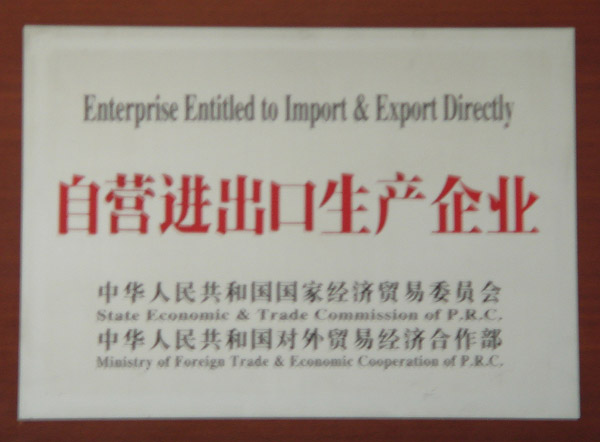 Enterprise Entitled to Import & Export Directly
自营进出口生产企业
中华人民共和国国家经济贸易委员会
State Economic & Trade Commission of P.R.C.
中华人民共和国对外贸易经济合作部
Ministry of Foreign Trade & Economic Cooperation of P.R.C.